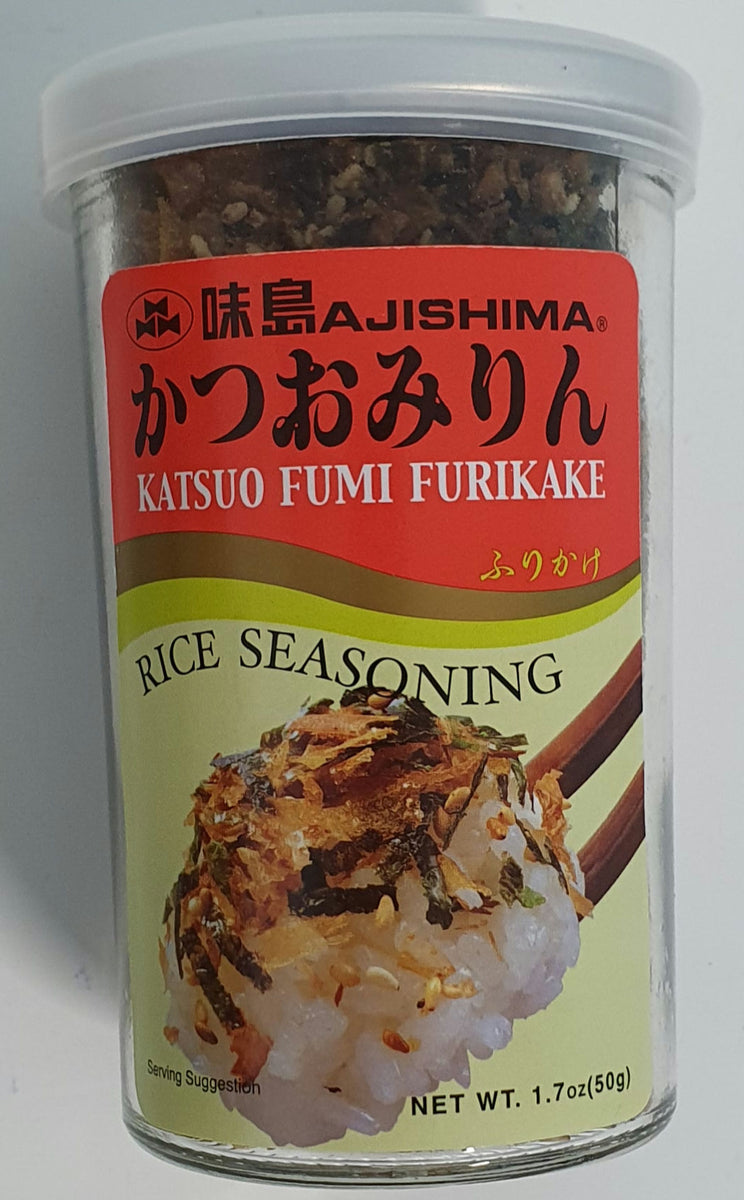 味島AJISHIMA®
かつおみりん
KATSUO FUMI FURIKAKE
ふりかけ
RICE SEASONING
Serving Suggestion
NET WT. 1.7oz(50g)